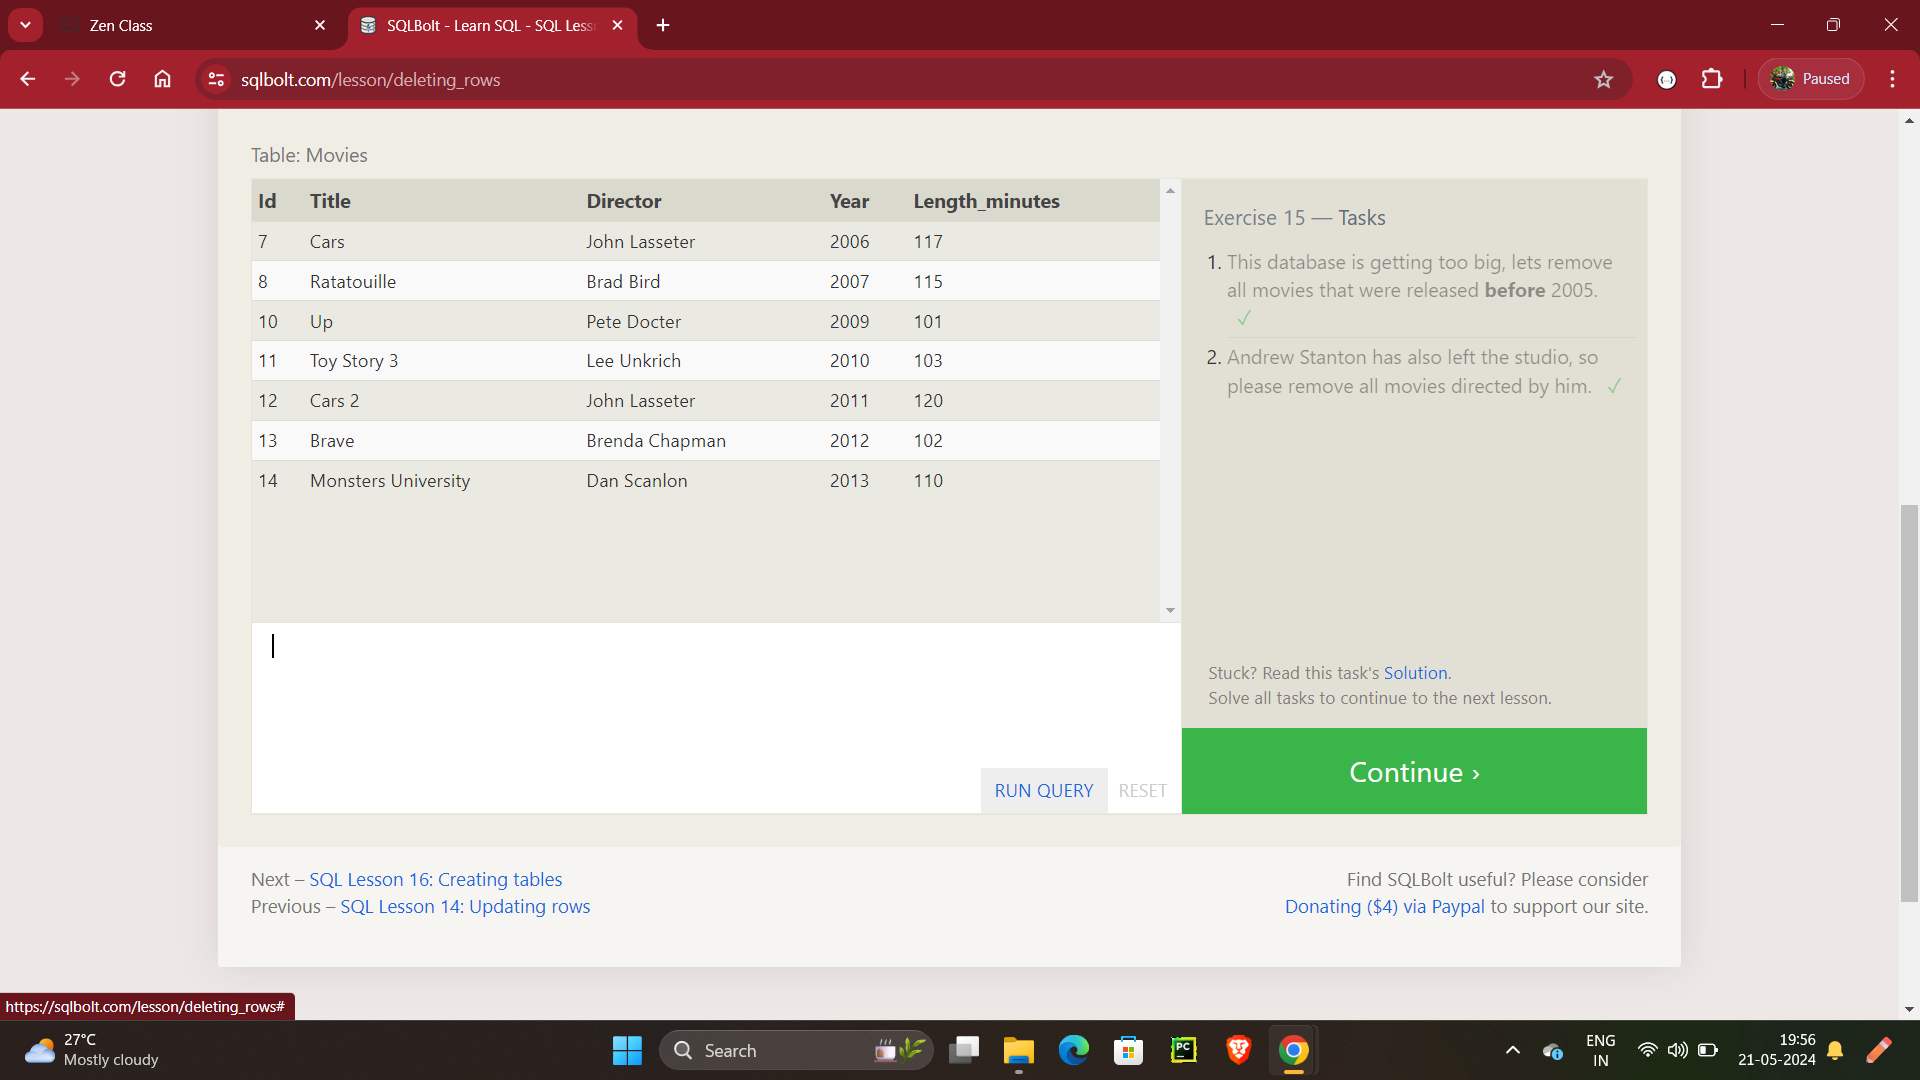 Zen Class
SQLBolt - Learn SQL - SQL Less
sqlbolt.com/lesson/deleting_rows
Paused
Table: Movies
Id Title Director Year Length_minutes
7 Cars John Lasseter 2006 117
8 Ratatouille Brad Bird 2007 115
10 Up Pete Docter 2009 101
11 Toy Story 3 Lee Unkrich 2010 103
12 Cars 2 John Lasseter 2011 120
13 Brave Brenda Chapman 2012 102
14 Monsters University Dan Scanlon 2013 110
Exercise 15 — Tasks
1. This database is getting too big, lets remove
all movies that were released before 2005.
✓
2. Andrew Stanton has also left the studio, so
please remove all movies directed by him. ✓
Stuck? Read this task's Solution.
Solve all tasks to continue to the next lesson.
RUN QUERY RESET
Continue ›
Next – SQL Lesson 16: Creating tables
Previous – SQL Lesson 14: Updating rows
Find SQLBolt useful? Please consider
Donating ($4) via Paypal to support our site.
https://sqlbolt.com/lesson/deleting_rows#
27°C
Mostly cloudy
Search
PC
ENG
IN
19:56
21-05-2024